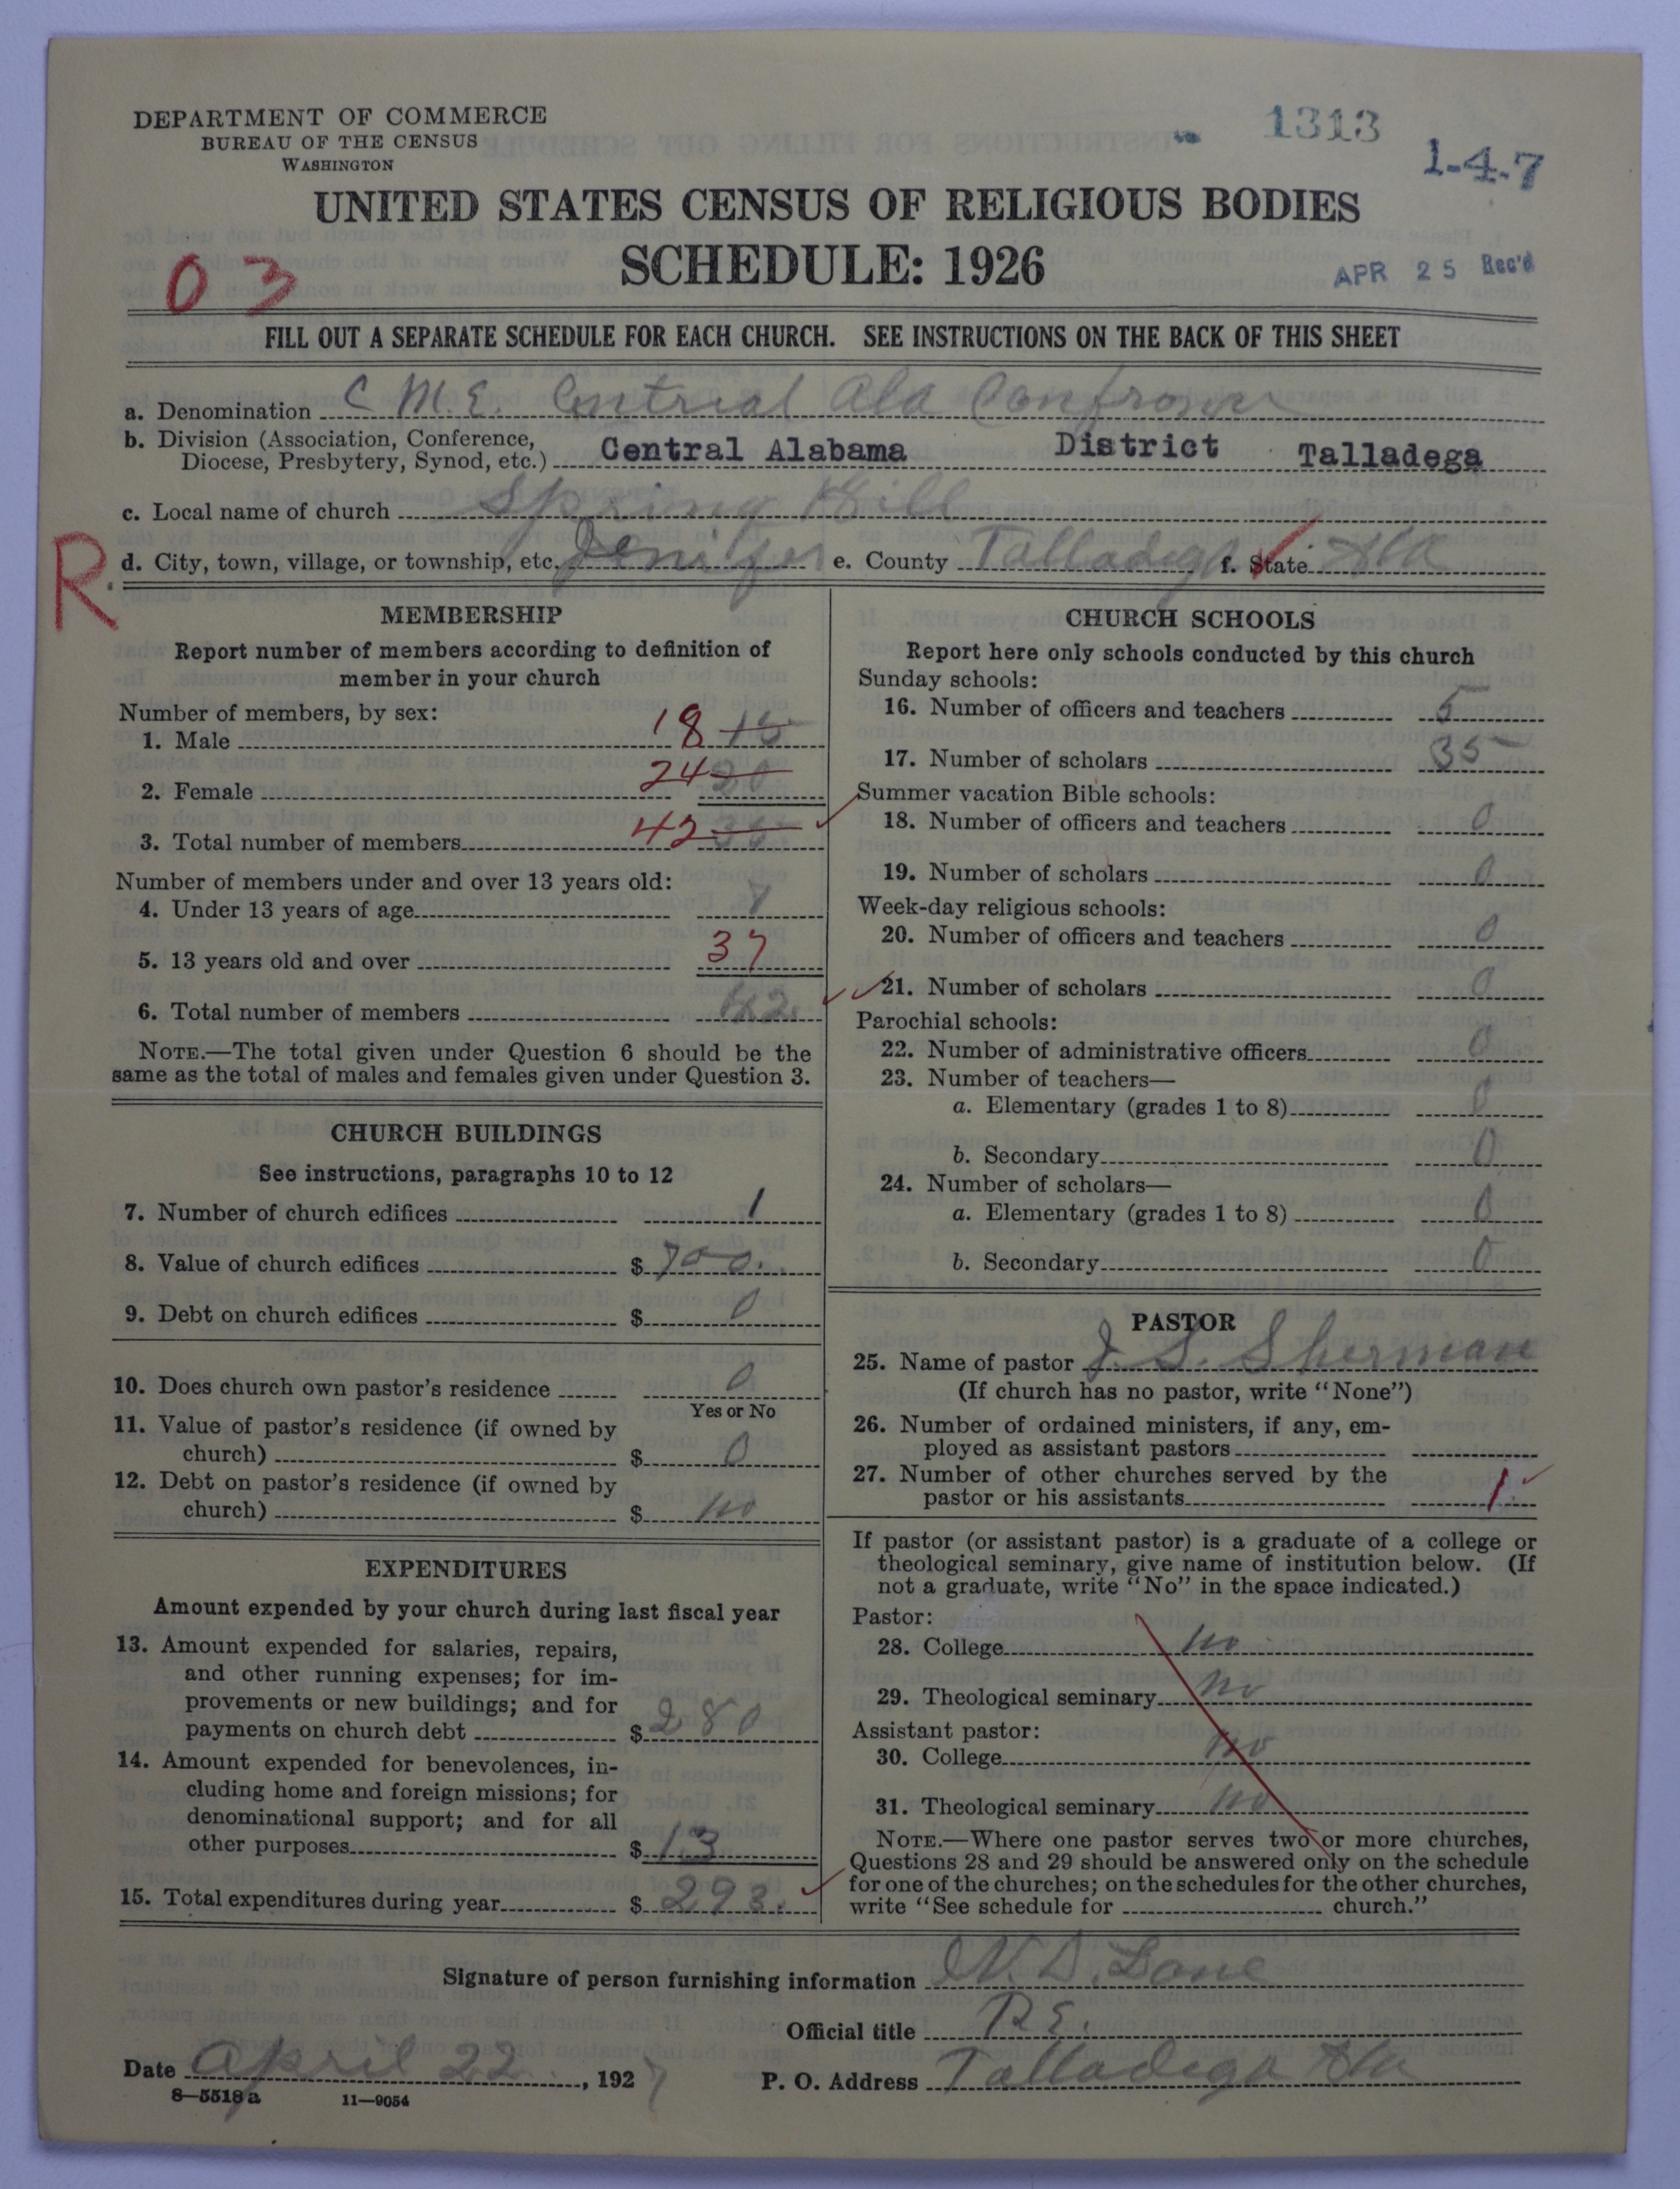 DEPARTMENT OF COMMERCE
BUREAU OF THE CENSUS
WASHINGTON
1313
1-4-7
UNITED STATES CENSUS OF RELIGIOUS BODIES
SCHEDULE: 1926
03
APR 25 Rec'd
FILL OUT A SEPARATE SCHEDULE FOR EACH CHURCH. SEE INSTRUCTIONS ON THE BACK OF THIS SHEET
a. Denomination C M.E. Central Ala
b. Division (Association, Conference,
Diocese, Presbytery, Synod, etc.) Central Alabama District Talladega
c. Local name of church Spring Hill
R. d. City, town, village, or township, etc. Jenifer e. County Talladega f. State Ala
MEMBERSHIP
Report number of members according to definition of
member in your church
Number of members, by sex:
1. Male 18 15
2. Female 24 20
3. Total number of members 42 35
Number of members under and over 13 years old:
4. Under 13 years of age
5. 13 years old and over 37
6. Total number of members 42
NOTE.—The total given under Question 6 should be the
same as the total of males and females given under Question 3.
CHURCH BUILDINGS
See instructions, paragraphs 10 to 12
7. Number of church edifices 1
8. Value of church edifices $ 700.
9. Debt on church edifices $ 0
10. Does church own pastor's residence 0
Yes or No
11. Value of pastor's residence (if owned by
church) $ 0
12. Debt on pastor's residence (if owned by
church) $ no
EXPENDITURES
Amount expended by your church during last fiscal year
13. Amount expended for salaries, repairs,
and other running expenses; for im-
provements or new buildings; and for
payments on church debt $ 280
14. Amount expended for benevolences, in-
cluding home and foreign missions; for
denominational support; and for all
other purposes $ 13
15. Total expenditures during year $ 293.
CHURCH SCHOOLS
Report here only schools conducted by this church
Sunday schools:
16. Number of officers and teachers 5
17. Number of scholars 35
Summer vacation Bible schools:
18. Number of officers and teachers 0
19. Number of scholars 0
Week-day religious schools:
20. Number of officers and teachers 0
21. Number of scholars 0
Parochial schools:
22. Number of administrative officers 0
23. Number of teachers—
a. Elementary (grades 1 to 8) 0
b. Secondary 0
24. Number of scholars—
a. Elementary (grades 1 to 8) 0
b. Secondary 0
PASTOR
25. Name of pastor J. S. Sherman
(If church has no pastor, write "None")
26. Number of ordained ministers, if any, em-
ployed as assistant pastors
27. Number of other churches served by the
pastor or his assistants 1
If pastor (or assistant pastor) is a graduate of a college or
theological seminary, give name of institution below. (If
not a graduate, write "No" in the space indicated.)
Pastor:
28. College no
29. Theological seminary no
Assistant pastor:
30. College no
31. Theological seminary no
NOTE.—Where one pastor serves two or more churches,
Questions 28 and 29 should be answered only on the schedule
for one of the churches; on the schedules for the other churches,
write "See schedule for church."
Signature of person furnishing information N. D. Lane
Official title P.E.
Date April 22, 1927 P. O. Address Talladega Ala
8—5518a 11—9054